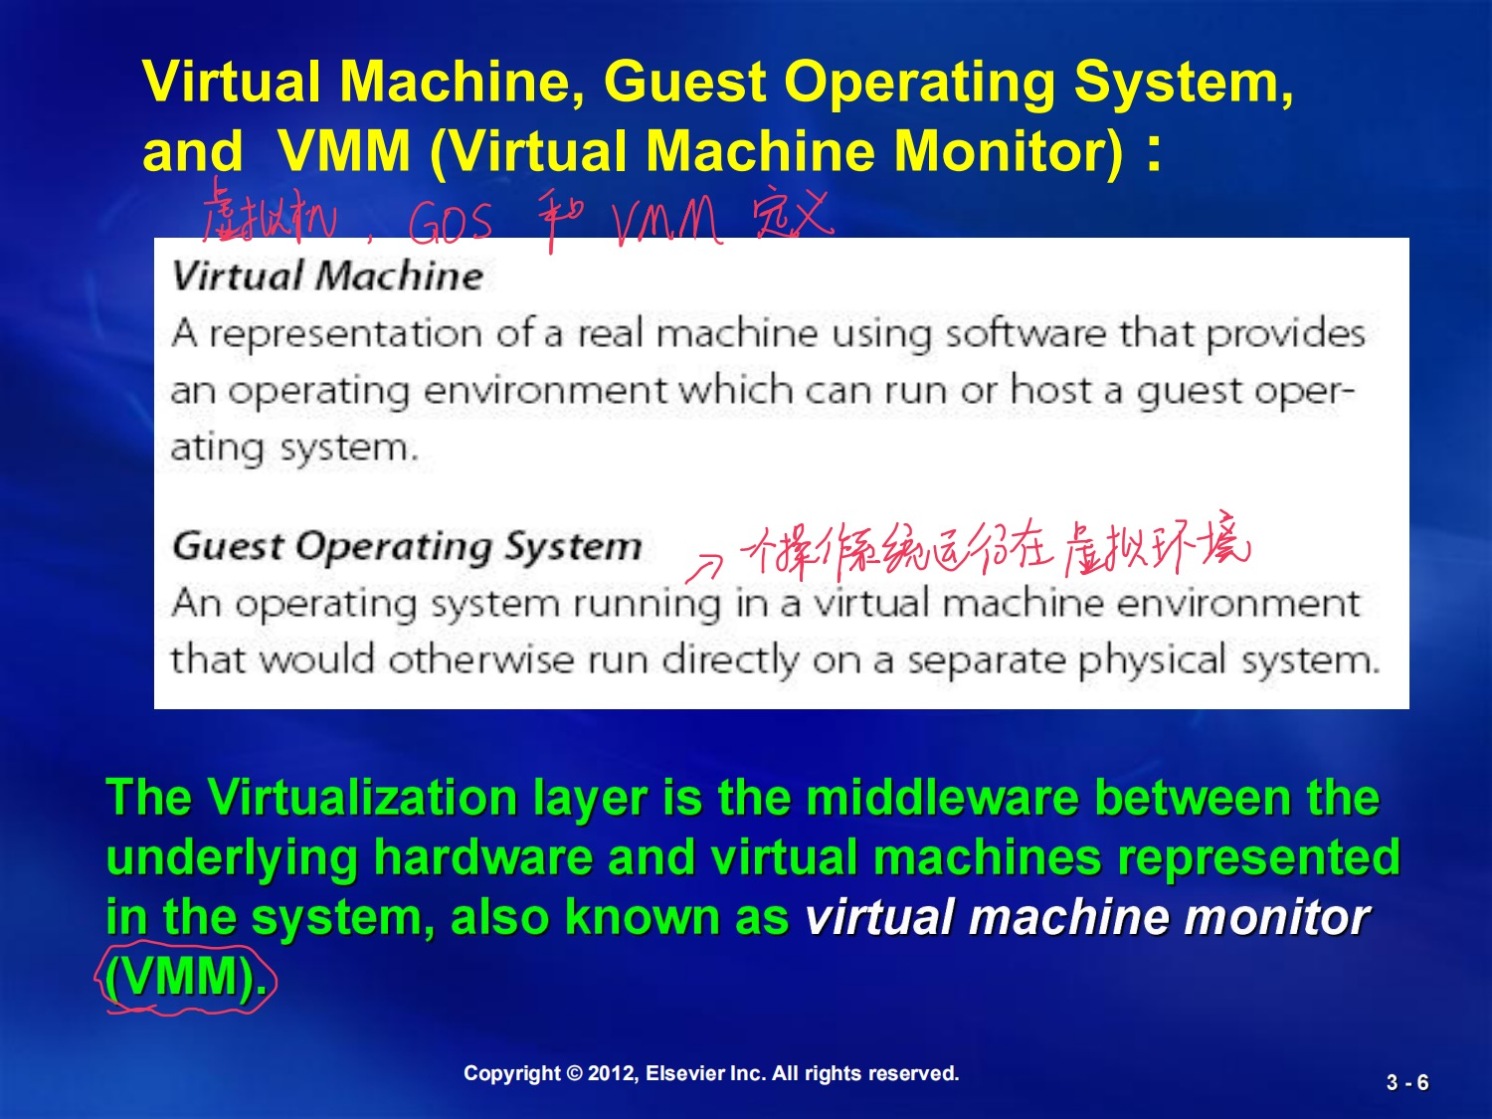 Virtual Machine, Guest Operating System,
and VMM (Virtual Machine Monitor)：
虚拟机, GOS 和 VMM 定义
Virtual Machine
A representation of a real machine using software that provides
an operating environment which can run or host a guest oper-
ating system.
Guest Operating System
→ 一个操作系统运行在虚拟环境
An operating system running in a virtual machine environment
that would otherwise run directly on a separate physical system.
The Virtualization layer is the middleware between the
underlying hardware and virtual machines represented
in the system, also known as virtual machine monitor
(VMM).
Copyright © 2012, Elsevier Inc. All rights reserved.
3 - 6